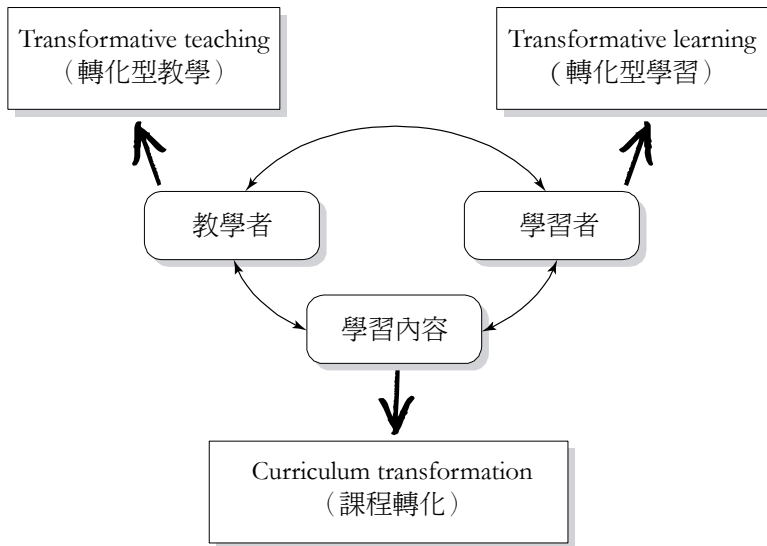 Transformative teaching
（轉化型教學）
Transformative learning
（轉化型學習）
教學者
學習者
學習內容
Curriculum transformation
（課程轉化）